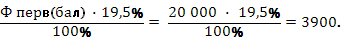 Ф перв(бал) · 19,5% / 100% = 20 000 · 19,5% / 100% = 3900.